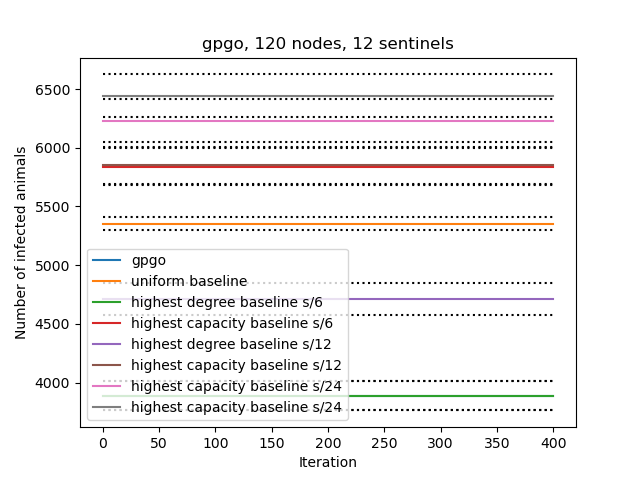 gpgo, 120 nodes, 12 sentinels
Number of infected animals
6500
6000
5500
5000
4500
4000
gpgo
uniform baseline
highest degree baseline s/6
highest capacity baseline s/6
highest degree baseline s/12
highest capacity baseline s/12
highest capacity baseline s/24
highest capacity baseline s/24
0 50 100 150 200 250 300 350 400
Iteration